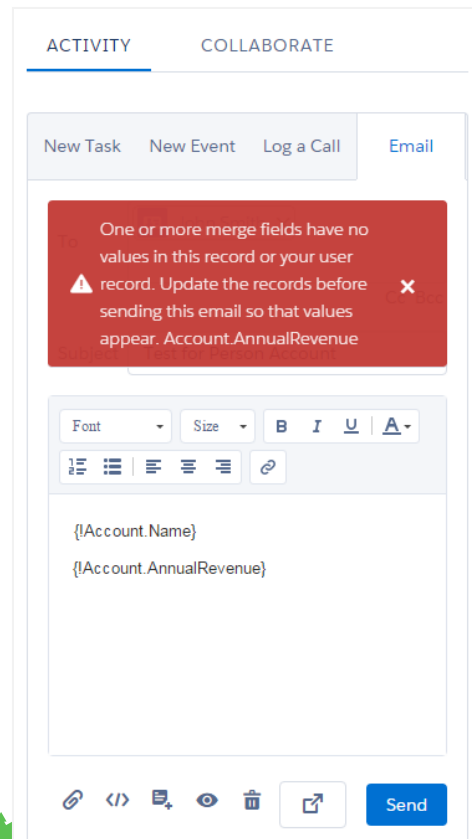 ACTIVITY COLLABORATE
New Task New Event Log a Call Email
One or more merge fields have no
values in this record or your user
record. Update the records before
sending this email so that values
appear. Account.AnnualRevenue
To
Cc Bcc
Subject Test for Person Account
Font Size B I U A
{!Account.Name}
{!Account.AnnualRevenue}
Send